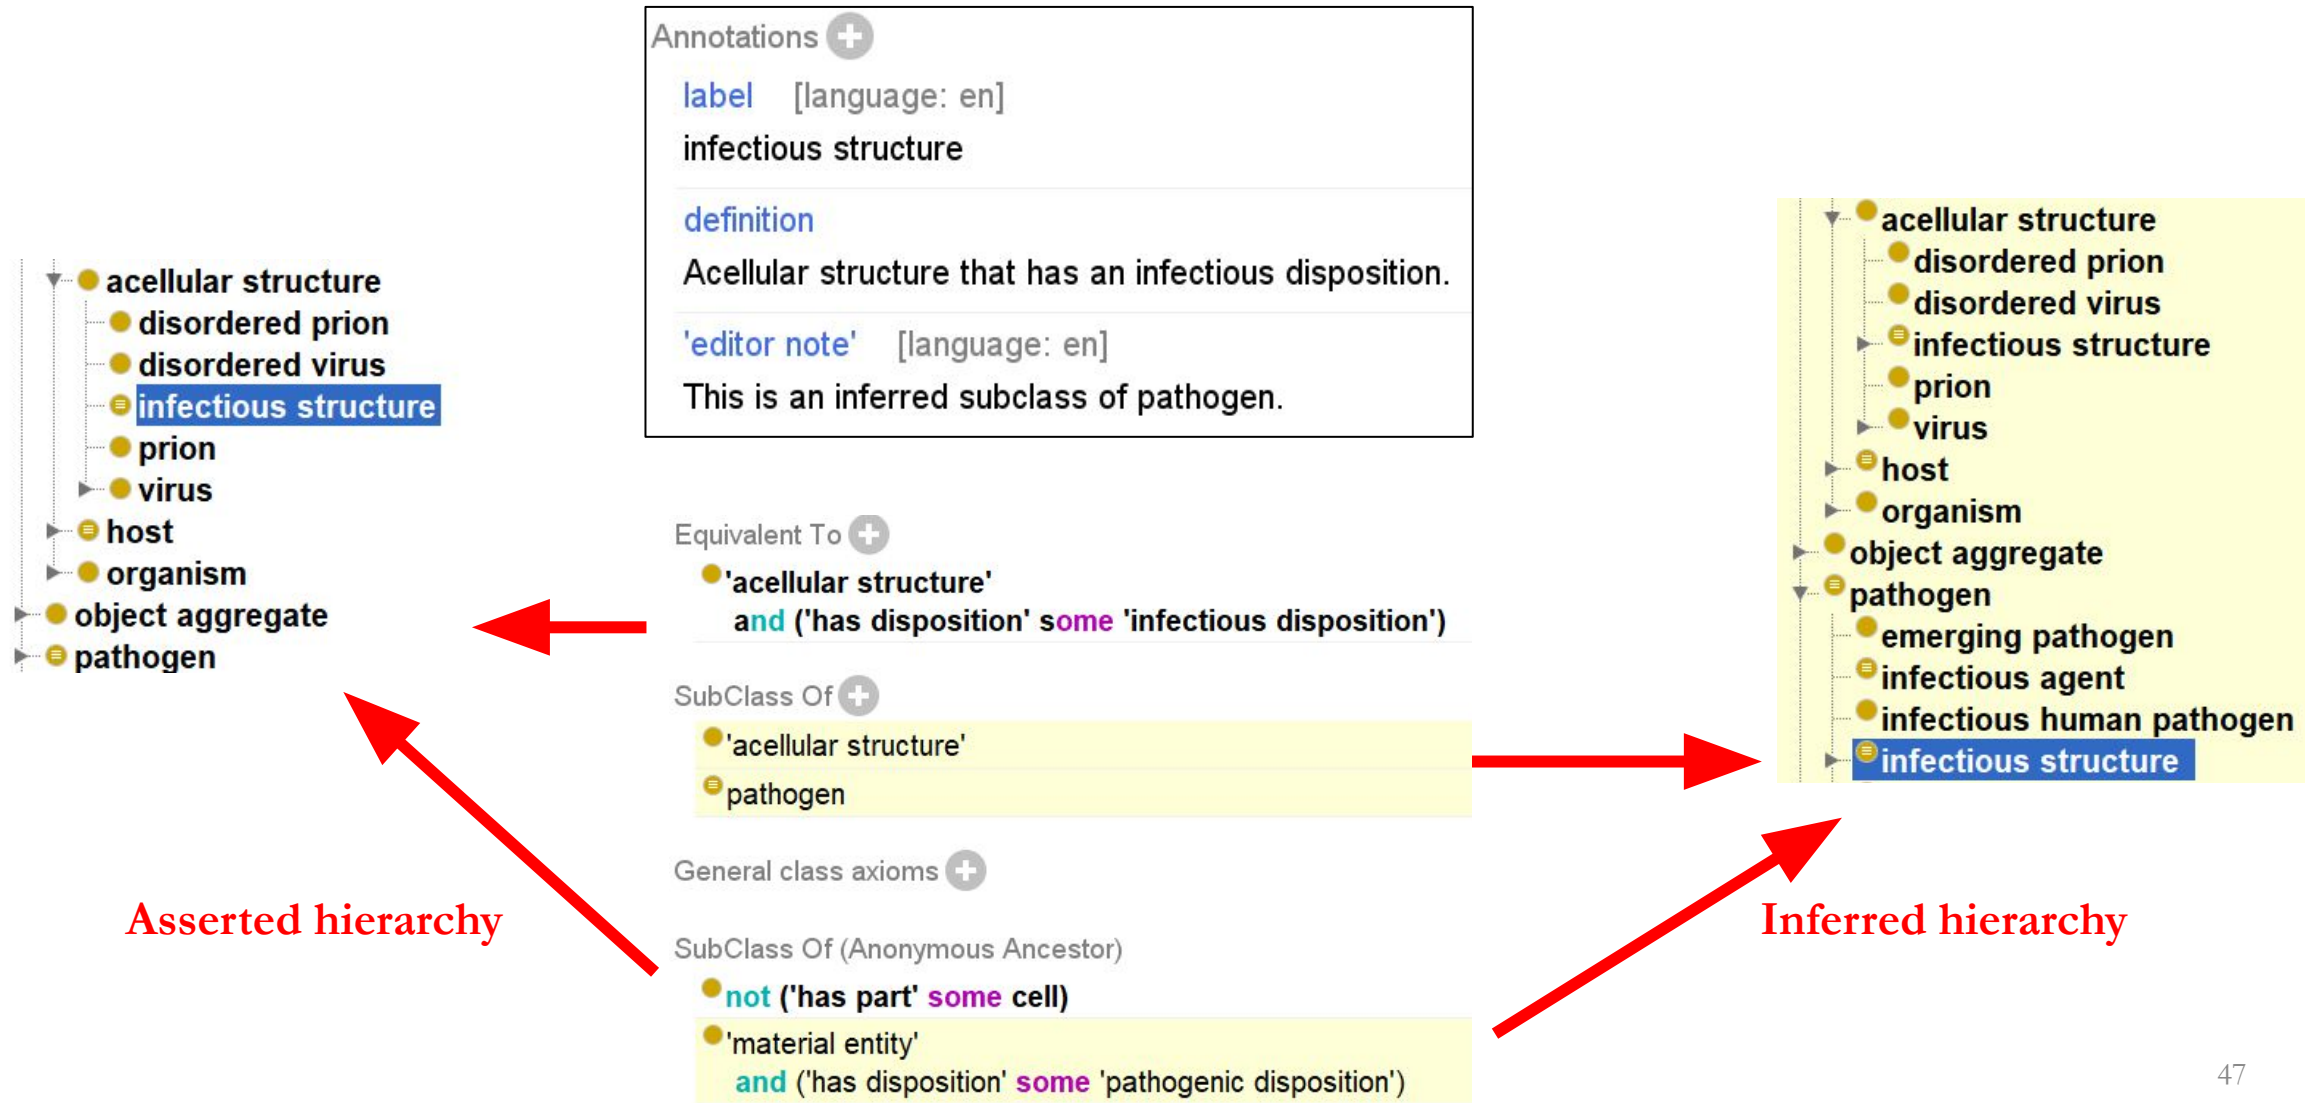 Annotations
label [language: en]
infectious structure
definition
Acellular structure that has an infectious disposition.
'editor note' [language: en]
This is an inferred subclass of pathogen.
acellular structure
disordered prion
disordered virus
infectious structure
prion
virus
host
organism
object aggregate
pathogen
Asserted hierarchy
Equivalent To
'acellular structure'
and ('has disposition' some 'infectious disposition')
SubClass Of
'acellular structure'
pathogen
General class axioms
SubClass Of (Anonymous Ancestor)
not ('has part' some cell)
'material entity'
and ('has disposition' some 'pathogenic disposition')
acellular structure
disordered prion
disordered virus
infectious structure
prion
virus
host
organism
object aggregate
pathogen
emerging pathogen
infectious agent
infectious human pathogen
infectious structure
Inferred hierarchy
47